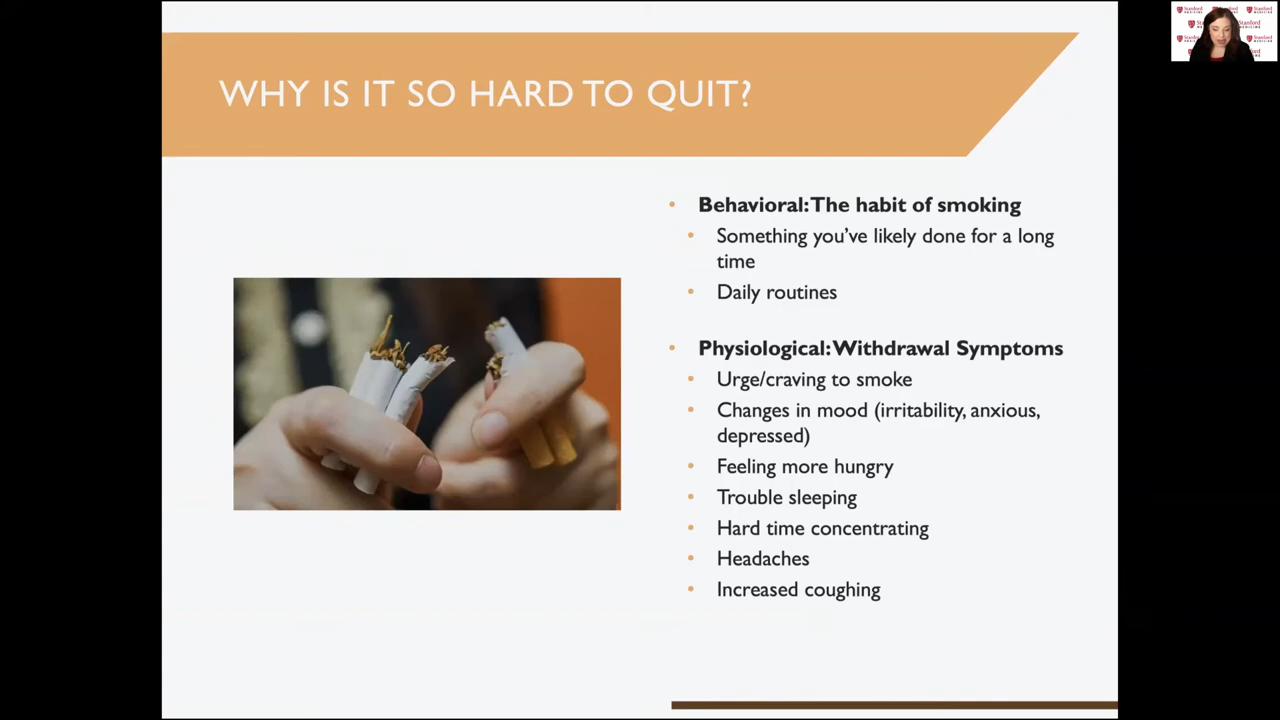 WHY IS IT SO HARD TO QUIT?
Behavioral: The habit of smoking
Something you've likely done for a long
time
Daily routines
Physiological: Withdrawal Symptoms
Urge/craving to smoke
Changes in mood (irritability, anxious,
depressed)
Feeling more hungry
Trouble sleeping
Hard time concentrating
Headaches
Increased coughing
Stanford
MEDICINE